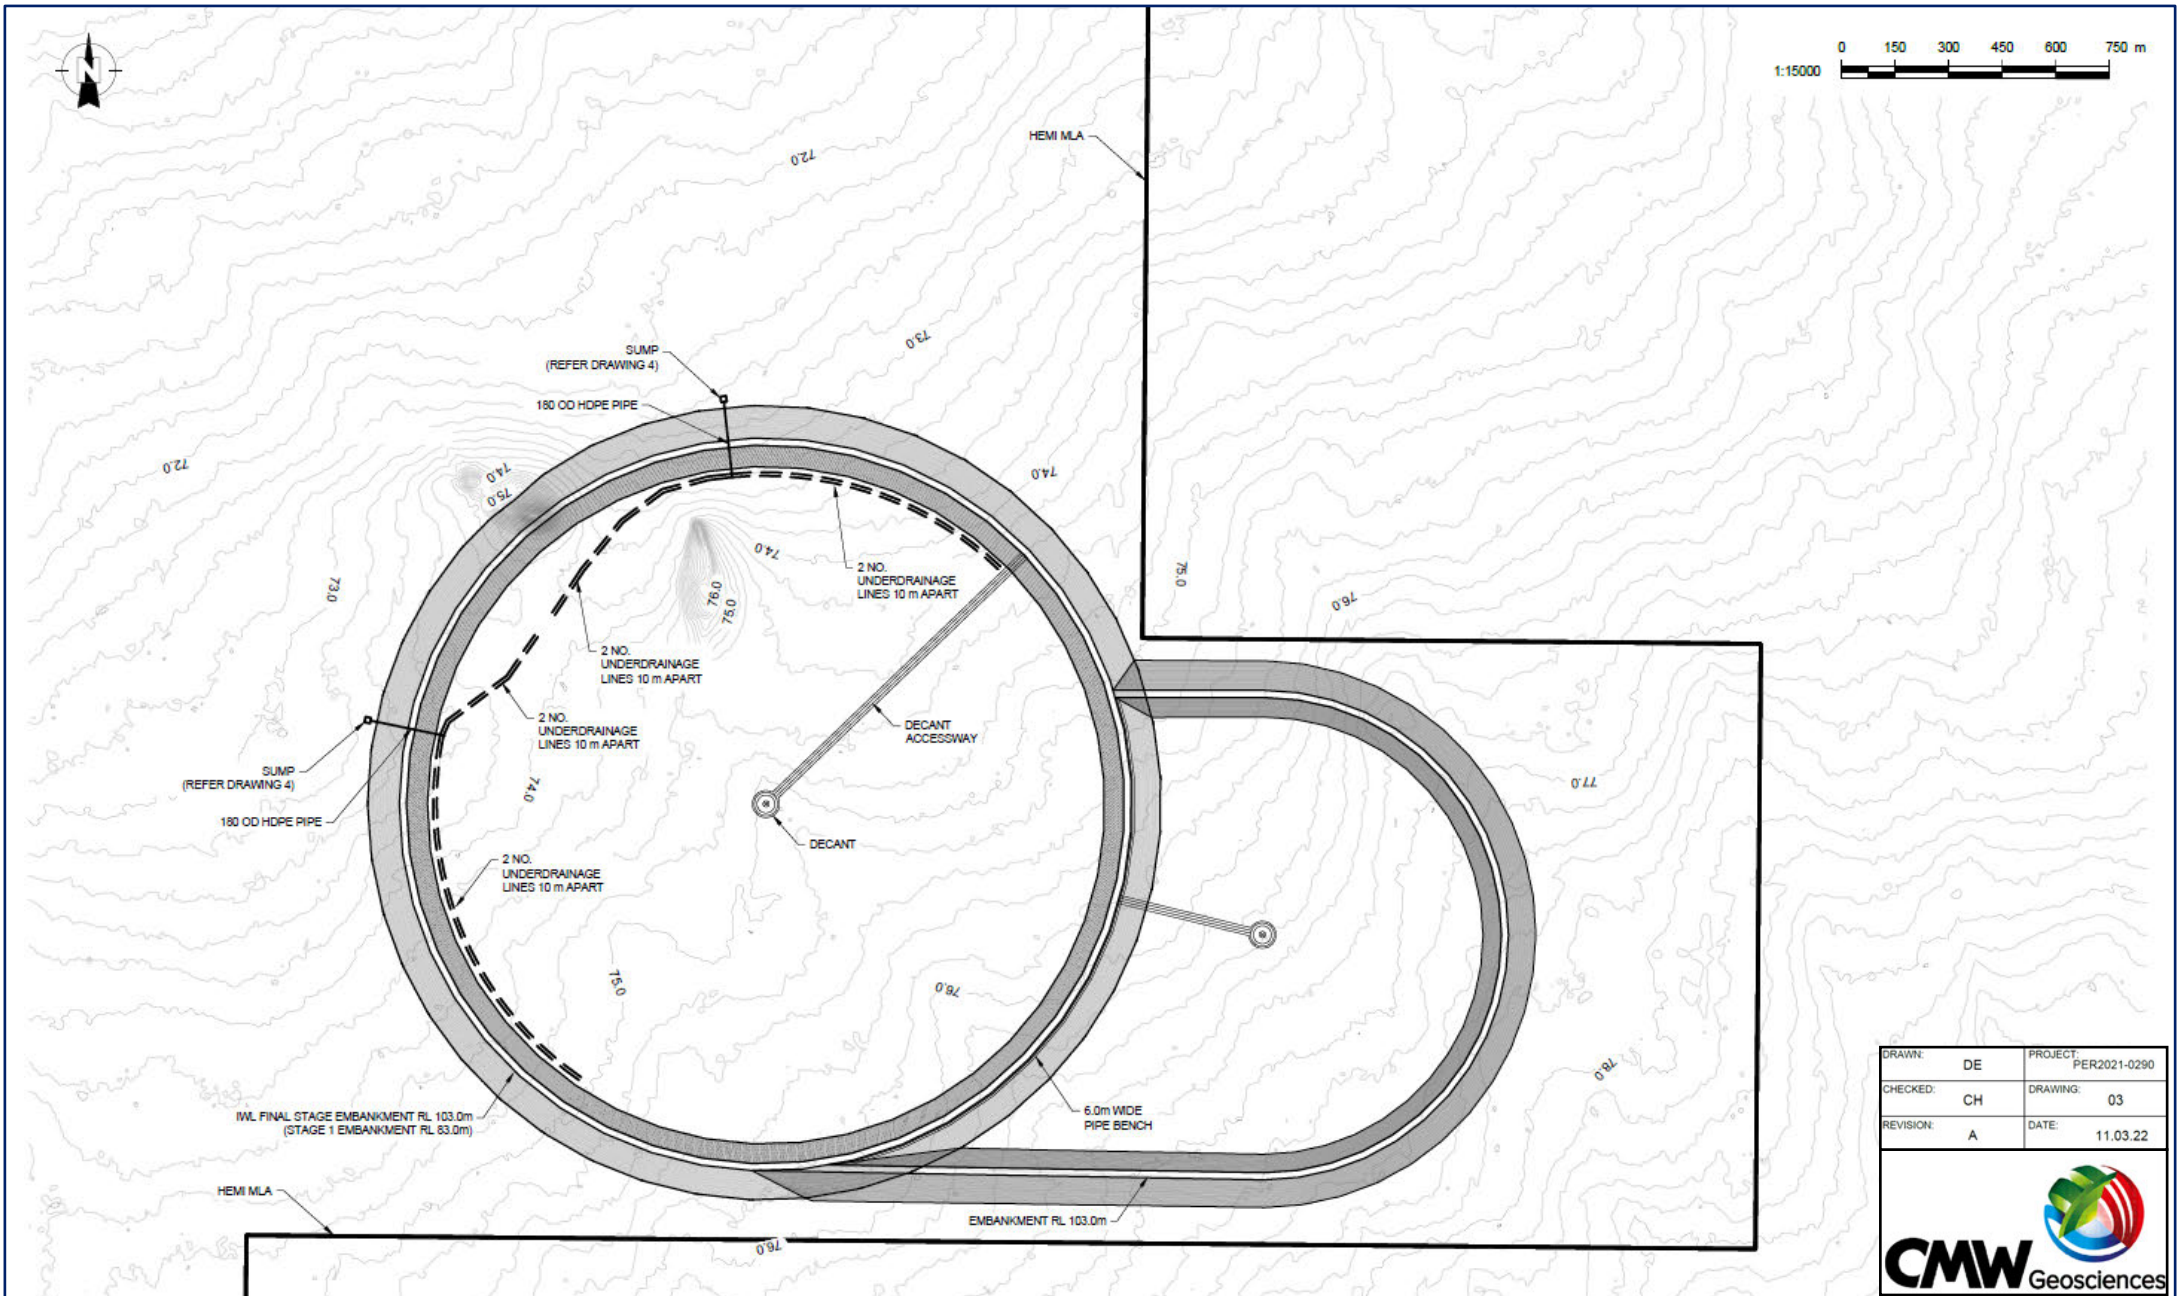 N
0 150 300 450 600 750 m
1:15000
HEMI MLA
72.0
73.0
SUMP
(REFER DRAWING 4)
180 OD HDPE PIPE
72.0
74.0
75.0
74.0
74.0
2 NO.
UNDERDRAINAGE
LINES 10 m APART
73.0
76.0
75.0
75.0
76.0
2 NO.
UNDERDRAINAGE
LINES 10 m APART
2 NO.
UNDERDRAINAGE
LINES 10 m APART
DECANT
ACCESSWAY
SUMP
(REFER DRAWING 4)
74.0
77.0
180 OD HDPE PIPE
DECANT
2 NO.
UNDERDRAINAGE
LINES 10 m APART
75.0
76.0
78.0
IWL FINAL STAGE EMBANKMENT RL 103.0m
(STAGE 1 EMBANKMENT RL 83.0m)
6.0m WIDE
PIPE BENCH
HEMI MLA
EMBANKMENT RL 103.0m
76.0
DRAWN: DE PROJECT: PER2021-0290
CHECKED: CH DRAWING: 03
REVISION: A DATE: 11.03.22
CMW Geosciences